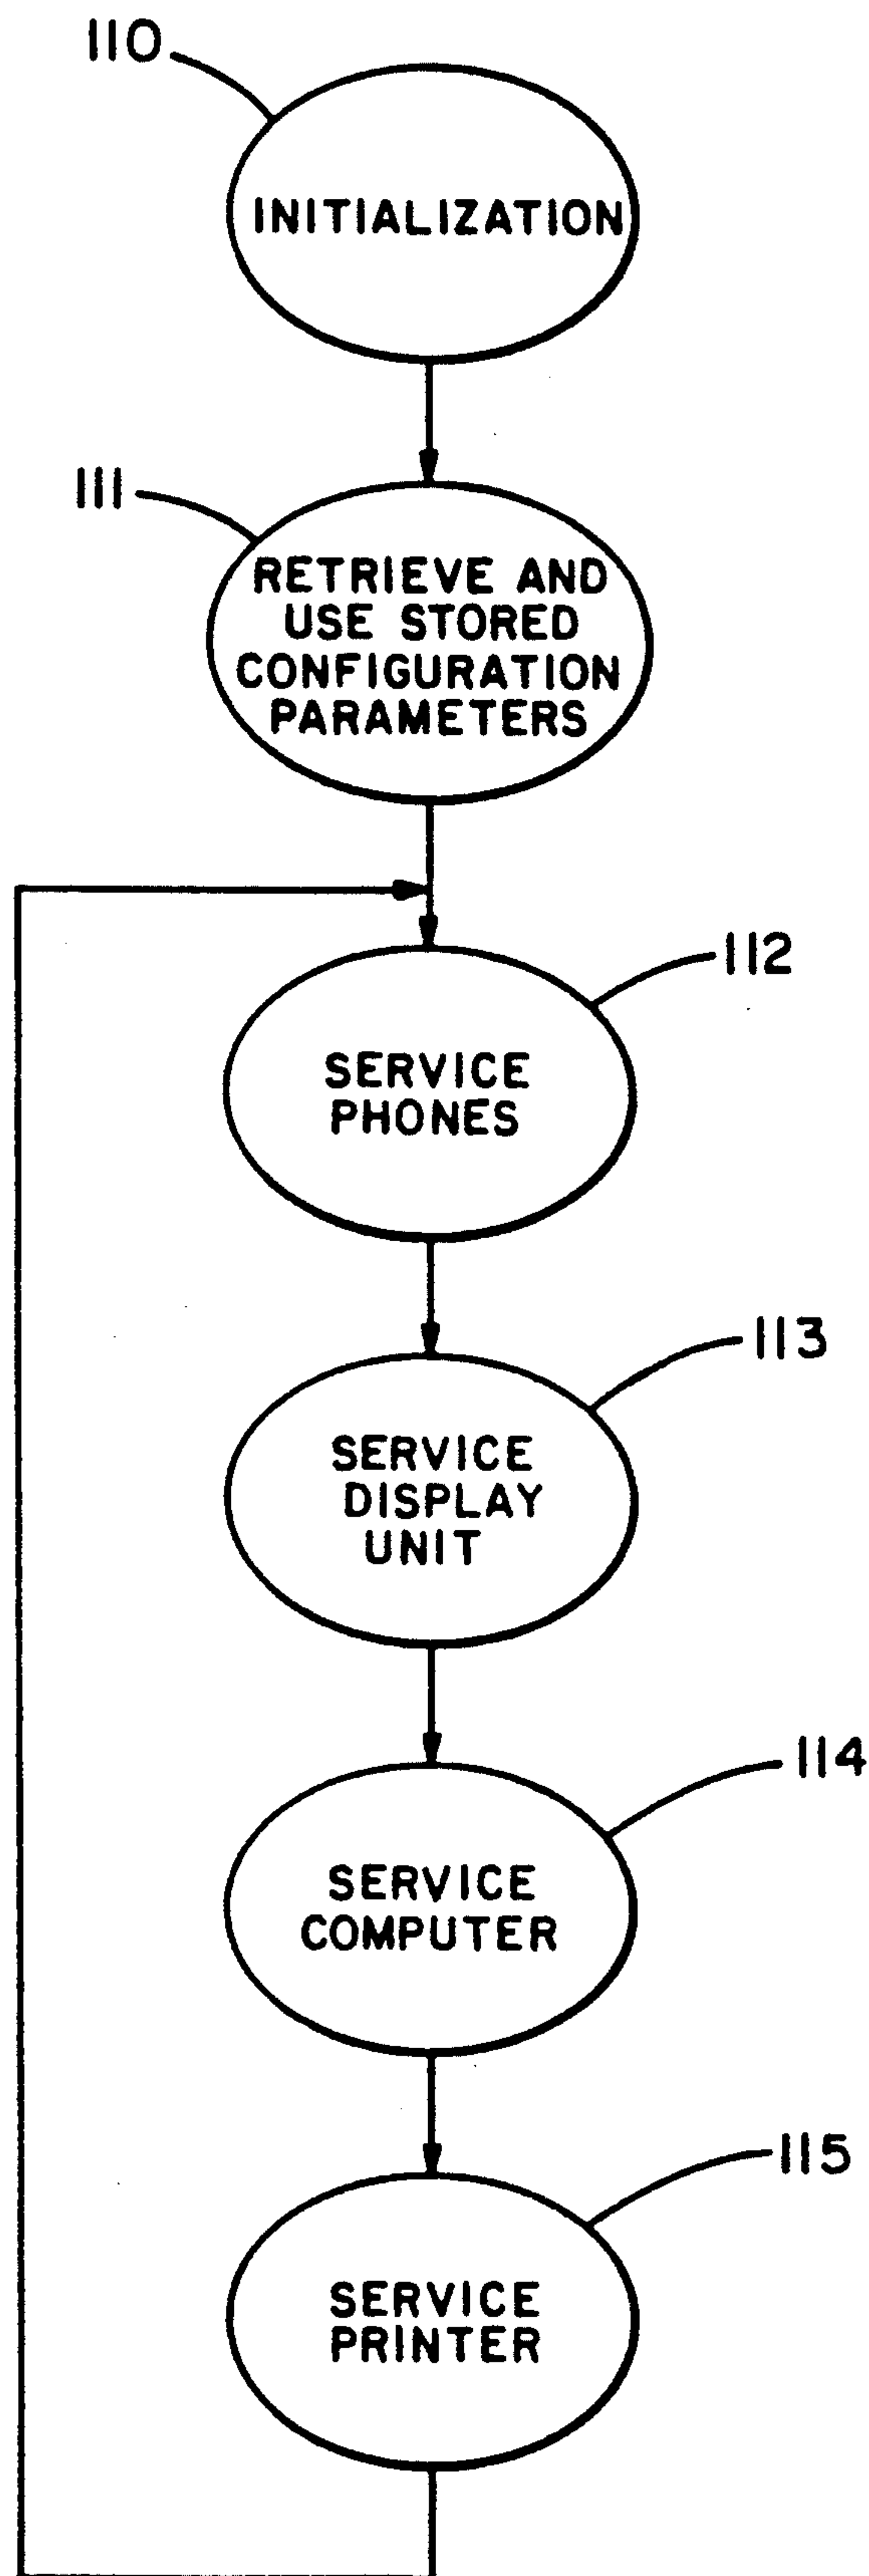 110
INITIALIZATION
111
RETRIEVE AND
USE STORED
CONFIGURATION
PARAMETERS
112
SERVICE
PHONES
113
SERVICE
DISPLAY
UNIT
114
SERVICE
COMPUTER
115
SERVICE
PRINTER